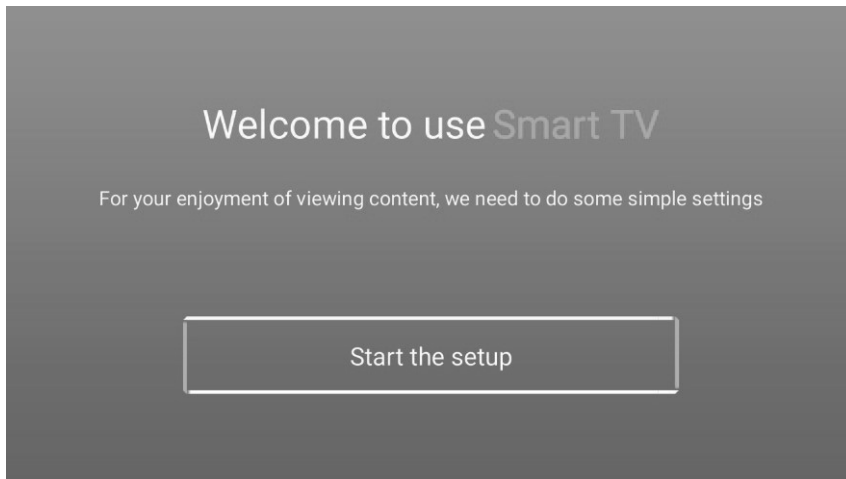 Welcome to use Smart TV
For your enjoyment of viewing content, we need to do some simple settings
Start the setup